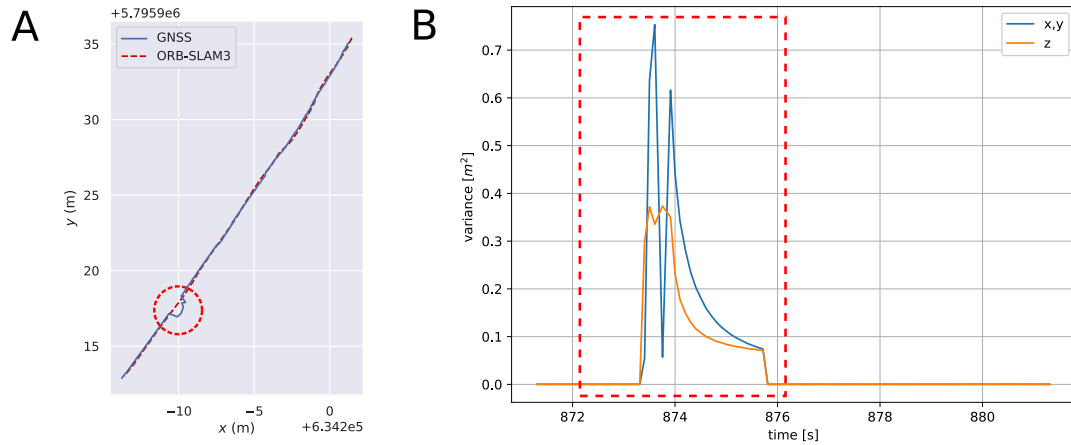 A
+5.7959e6
GNSS
ORB-SLAM3
35
30
25
20
15
y (m)
−10
−5
0
x (m)
+6.342e5
B
x,y
z
0.7
0.6
0.5
0.4
0.3
0.2
0.1
0.0
variance [m²]
872
874
876
878
880
time [s]